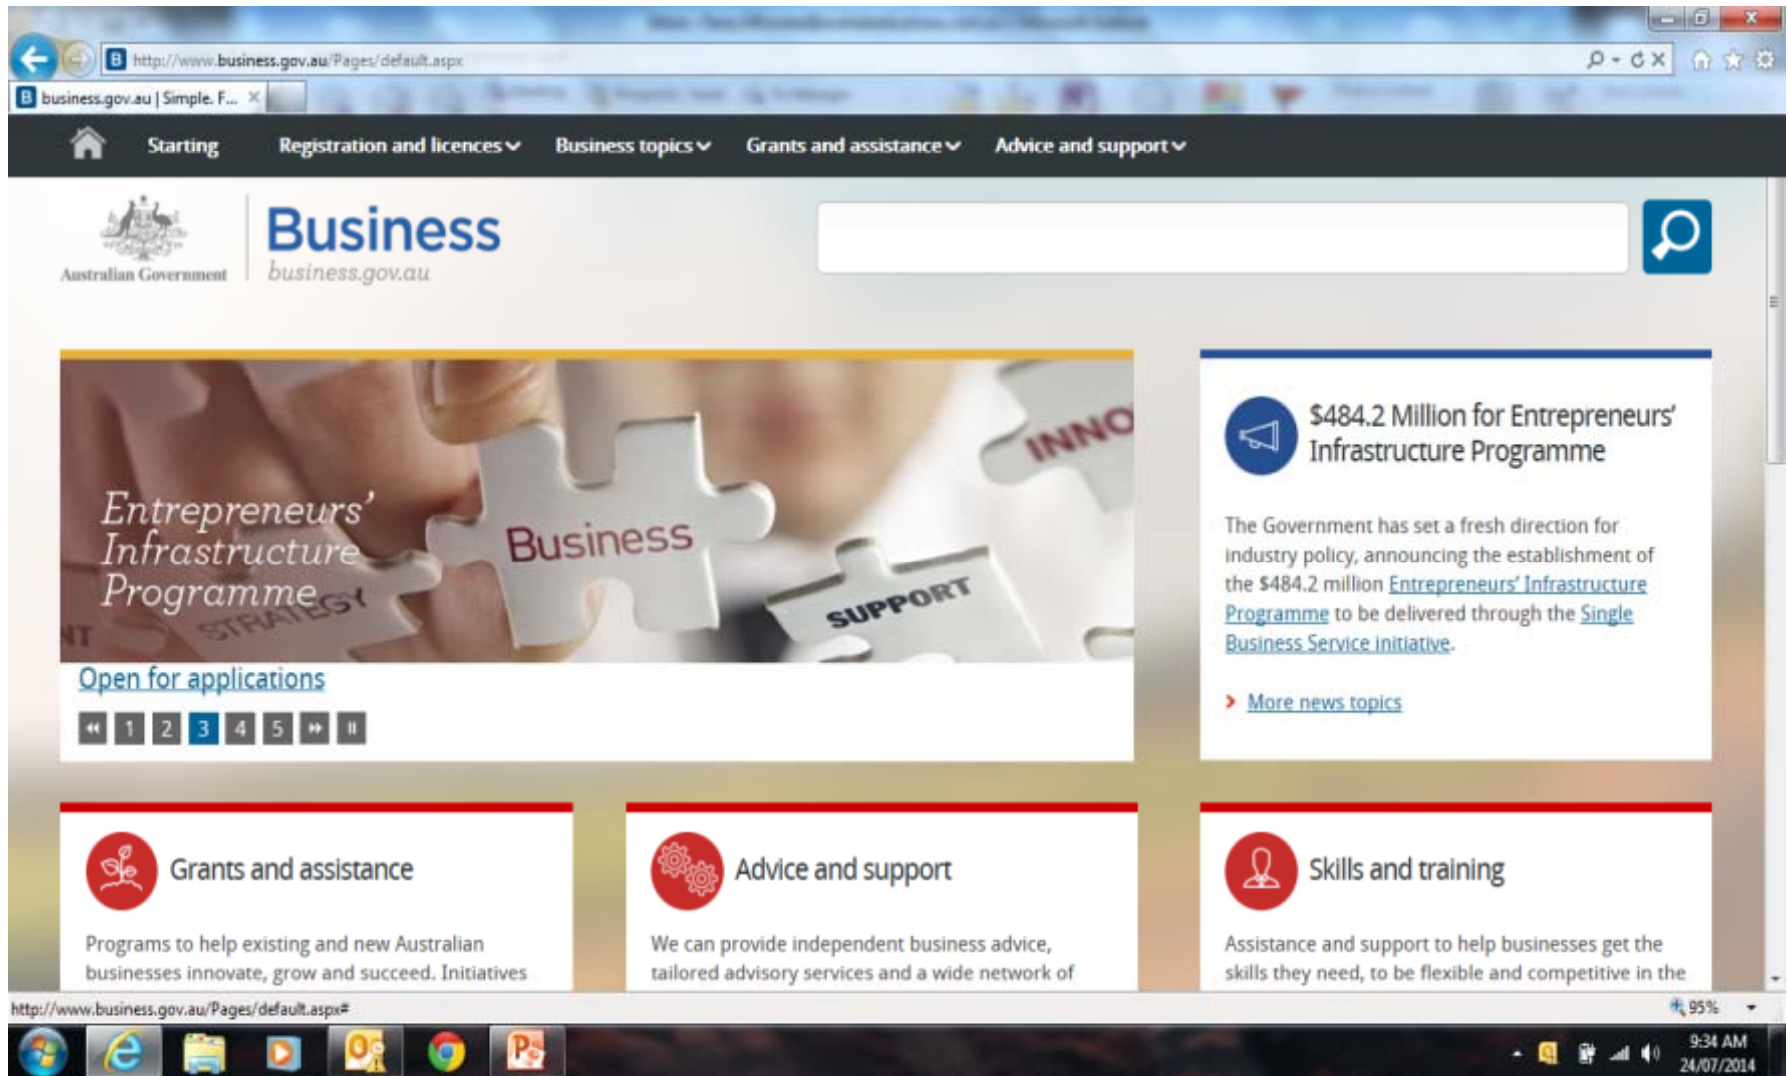 http://www.business.gov.au/Pages/default.aspx
business.gov.au | Simple. F...
Starting
Registration and licences
Business topics
Grants and assistance
Advice and support
Australian Government
Business
business.gov.au
Entrepreneurs’
Infrastructure
Programme
STRATEGY
Business
SUPPORT
INNO
NT
Open for applications
1 2 3 4 5
$484.2 Million for Entrepreneurs’
Infrastructure Programme
The Government has set a fresh direction for
industry policy, announcing the establishment of
the $484.2 million Entrepreneurs’ Infrastructure
Programme to be delivered through the Single
Business Service initiative.
More news topics
Grants and assistance
Programs to help existing and new Australian
businesses innovate, grow and succeed. Initiatives
Advice and support
We can provide independent business advice,
tailored advisory services and a wide network of
Skills and training
Assistance and support to help businesses get the
skills they need, to be flexible and competitive in the
http://www.business.gov.au/Pages/default.aspx#
95%
9:34 AM
24/07/2014